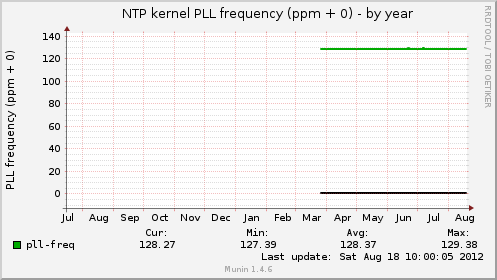 NTP kernel PLL frequency (ppm + 0) - by year
RRDTOOL / TOBI OETIKER
PLL frequency (ppm + 0)
140
120
100
80
60
40
20
0
Jul Aug Sep Oct Nov Dec Jan Feb Mar Apr May Jun Jul Aug
Cur: Min: Avg: Max:
pll-freq 128.27 127.39 128.37 129.38
Last update: Sat Aug 18 10:00:05 2012
Munin 1.4.6